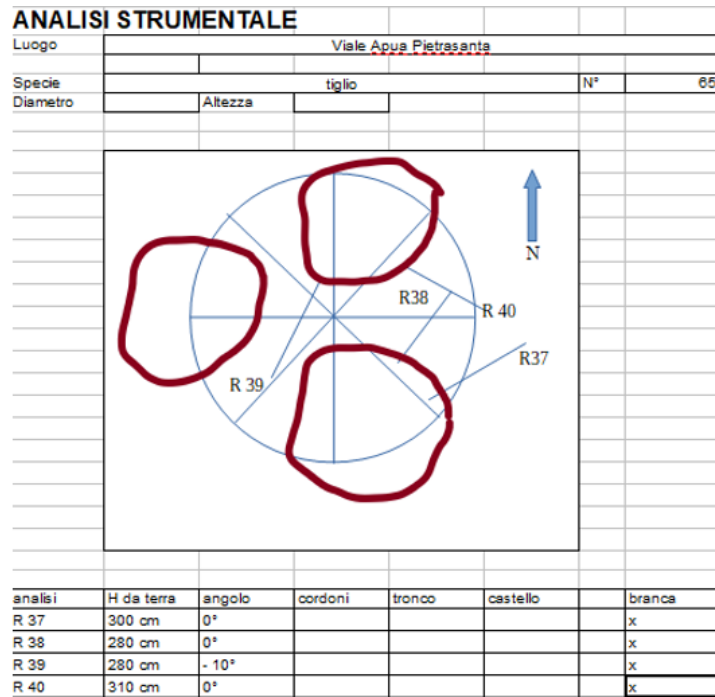 ANALISI STRUMENTALE
Luogo Viale Apua Pietrasanta
Specie tiglio N° 65
Diametro Altezza
N
R38
R 40
R37
R 39
analisi H da terra angolo cordoni tronco castello branca
R 37 300 cm 0° x
R 38 280 cm 0° x
R 39 280 cm - 10° x
R 40 310 cm 0° x